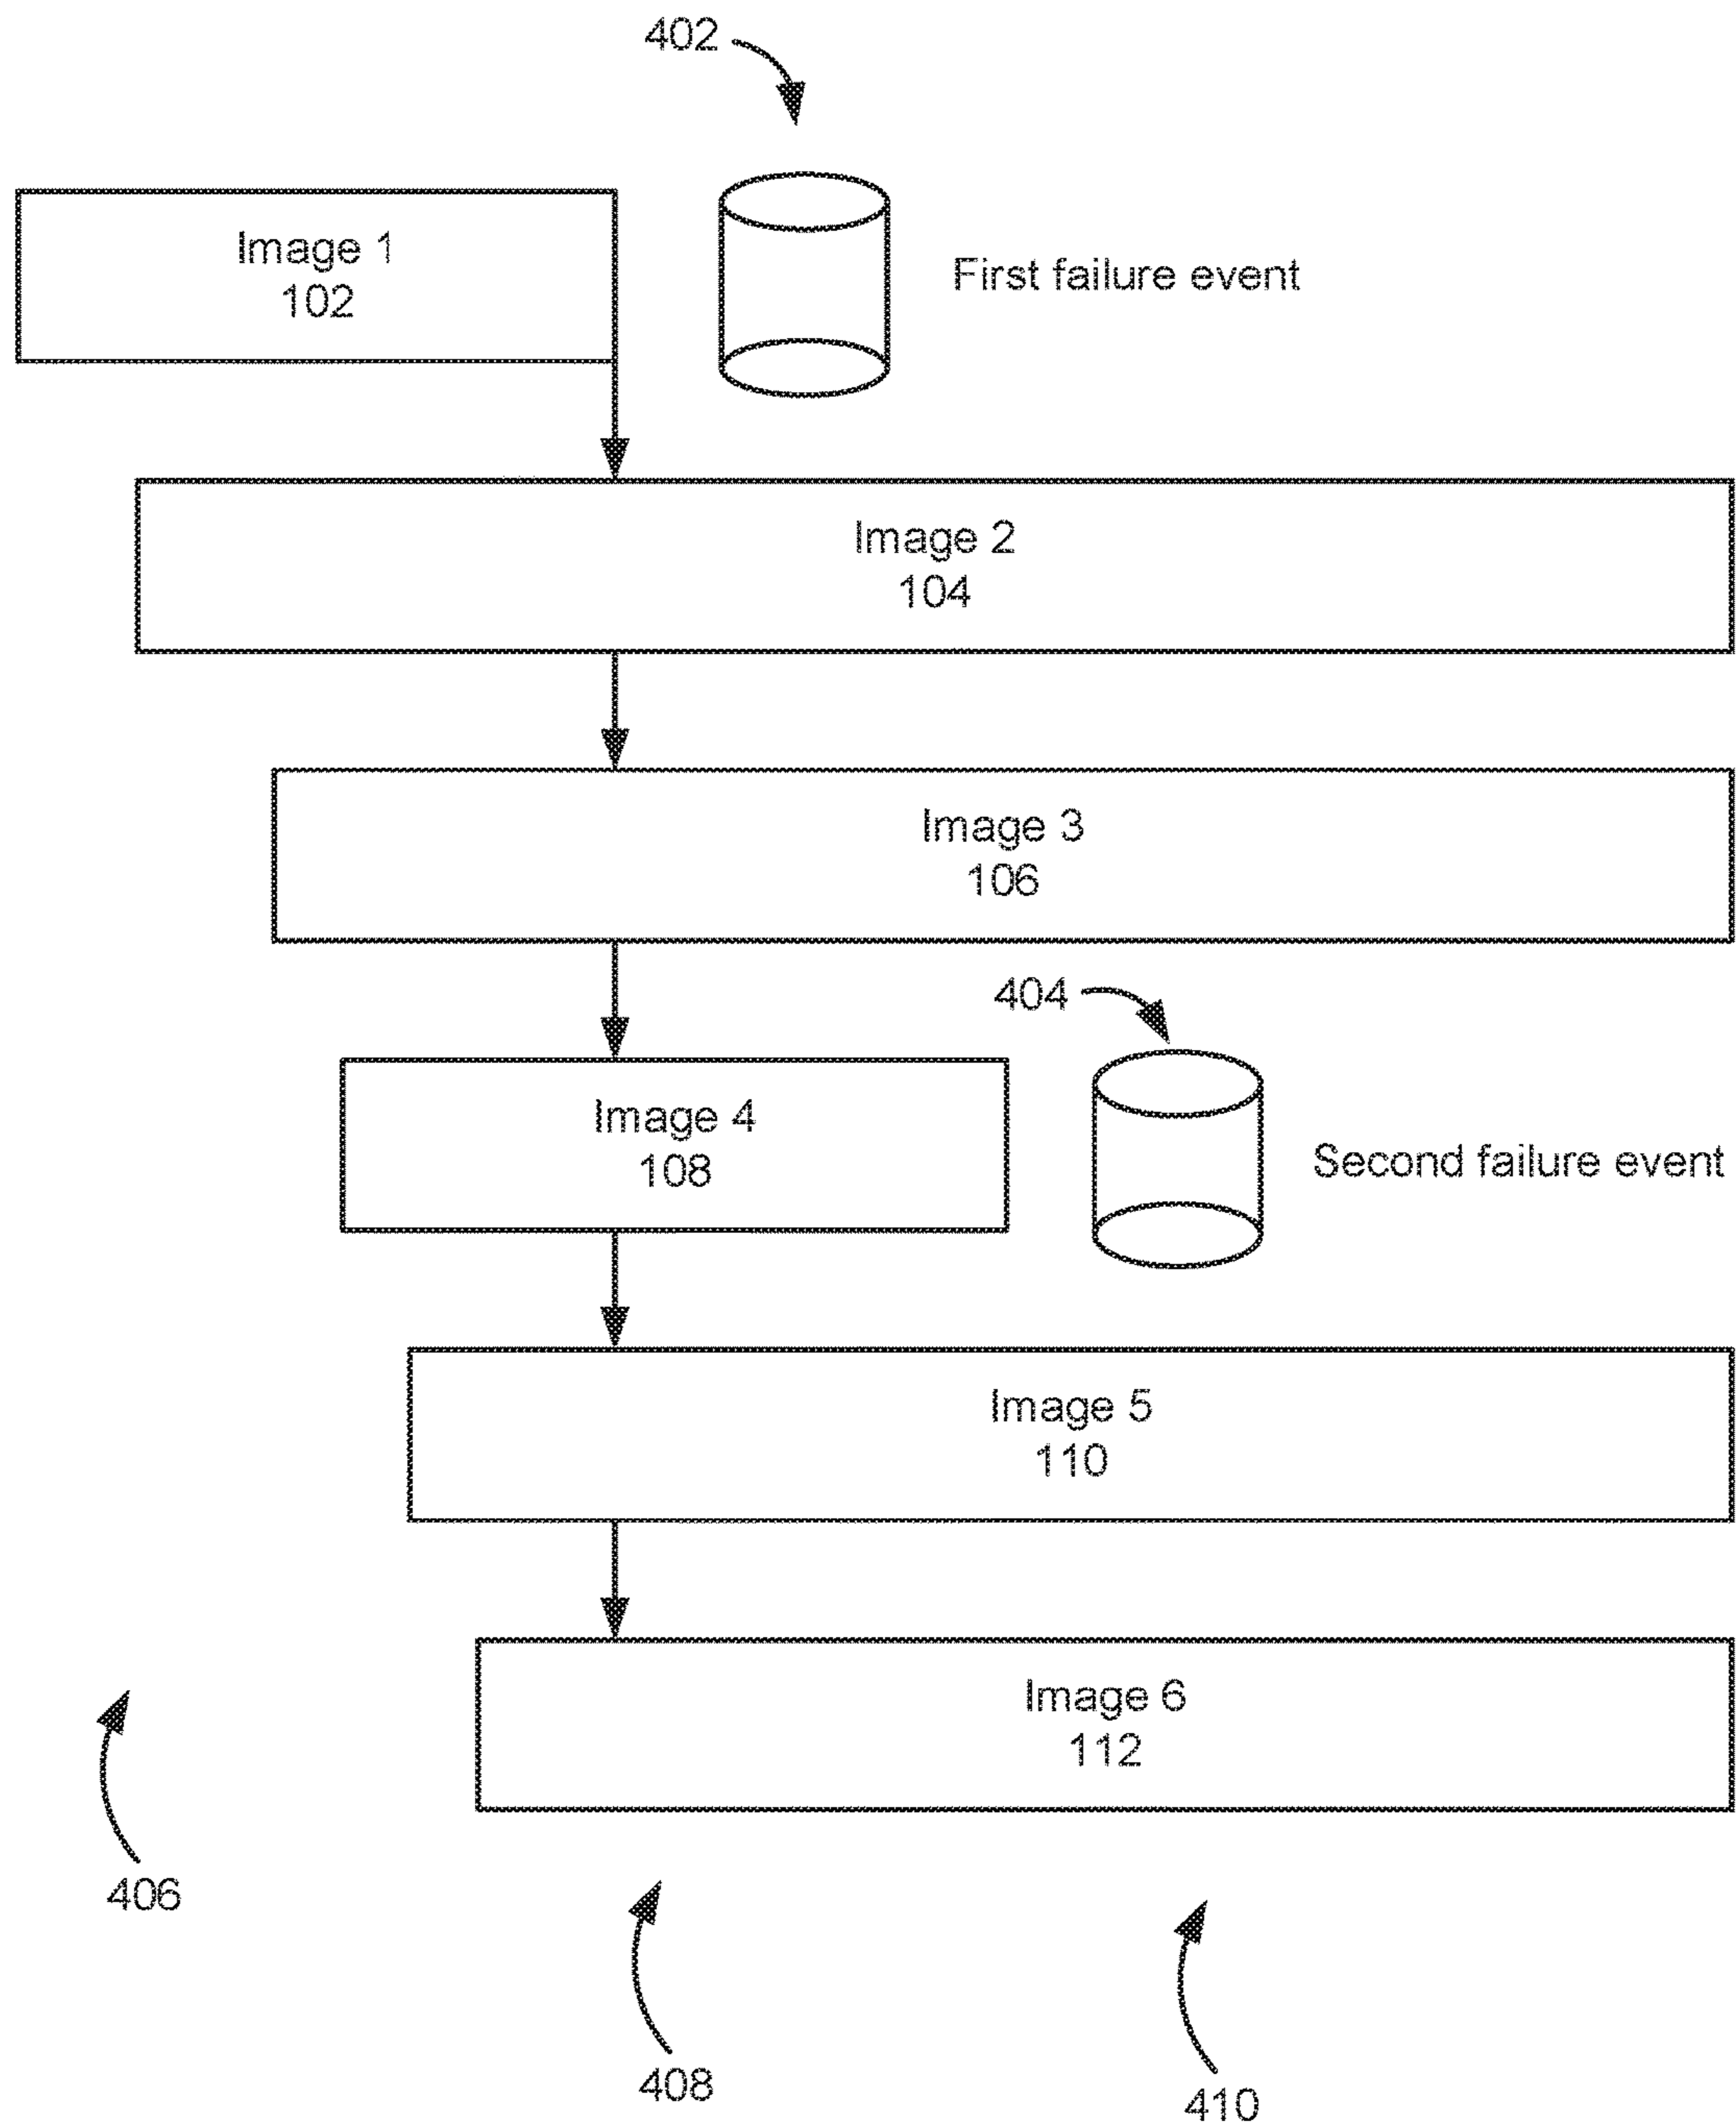 402
Image 1
102
First failure event
Image 2
104
Image 3
106
404
Image 4
108
Second failure event
Image 5
110
Image 6
112
406
408
410